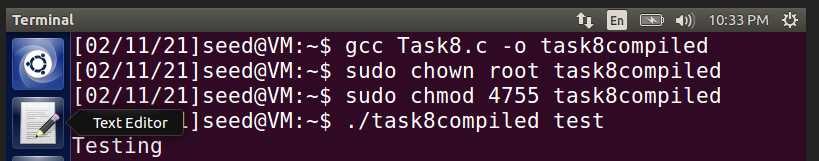 Terminal
En
10:33 PM
[02/11/21]seed@VM:~$ gcc Task8.c -o task8compiled
[02/11/21]seed@VM:~$ sudo chown root task8compiled
[02/11/21]seed@VM:~$ sudo chmod 4755 task8compiled
Text Editor
1/21]seed@VM:~$ ./task8compiled test
Testing